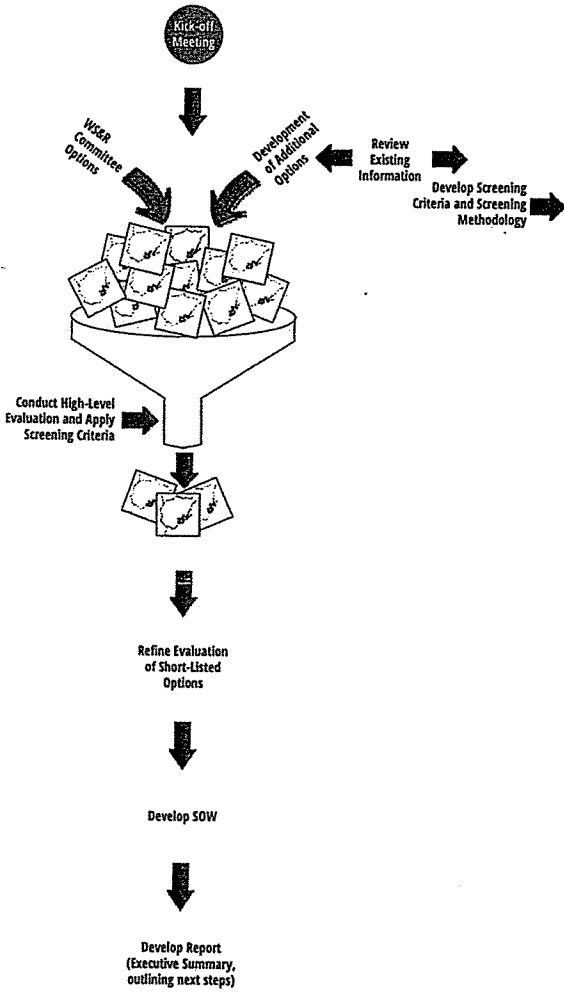 Kick-off
Meeting
WS&R
Committee
Options
Development
of Additional
Options
Review
Existing
Information
Develop Screening
Criteria and Screening
Methodology
Conduct High-Level
Evaluation and Apply
Screening Criteria
Refine Evaluation
of Short-Listed
Options
Develop SOW
Develop Report
(Executive Summary,
outlining next steps)